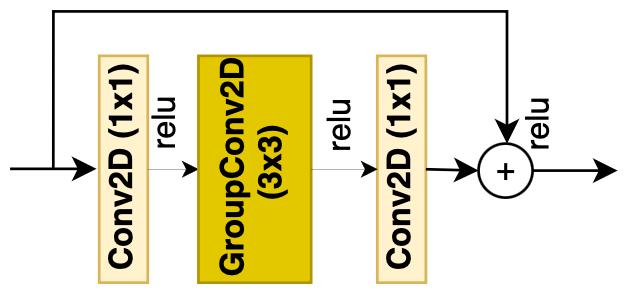 Conv2D (1x1)
relu
GroupConv2D
(3x3)
relu
Conv2D (1x1)
+
relu